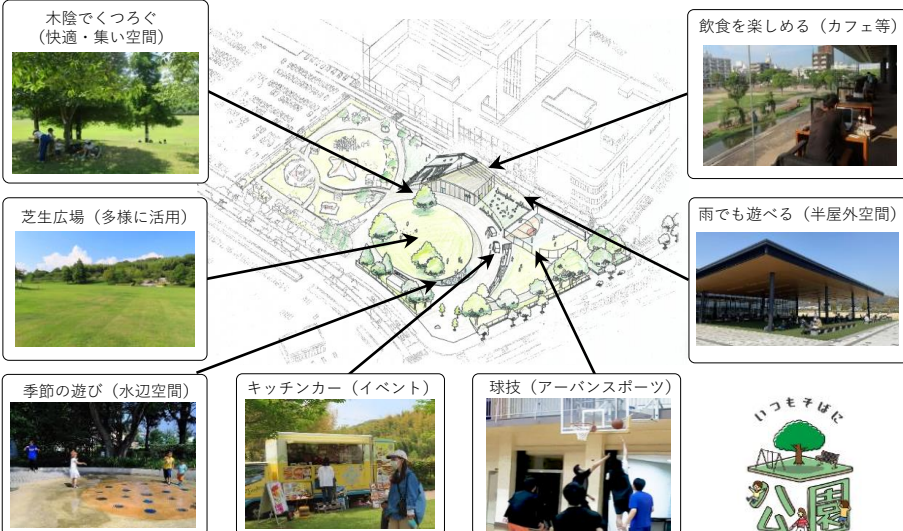 木陰でくつろぐ
（快適・集い空間）
飲食を楽しめる（カフェ等）
芝生広場（多様に活用）
雨でも遊べる（半屋外空間）
季節の遊び（水辺空間）
キッチンカー（イベント）
球技（アーバンスポーツ）
いつもそばに
公園